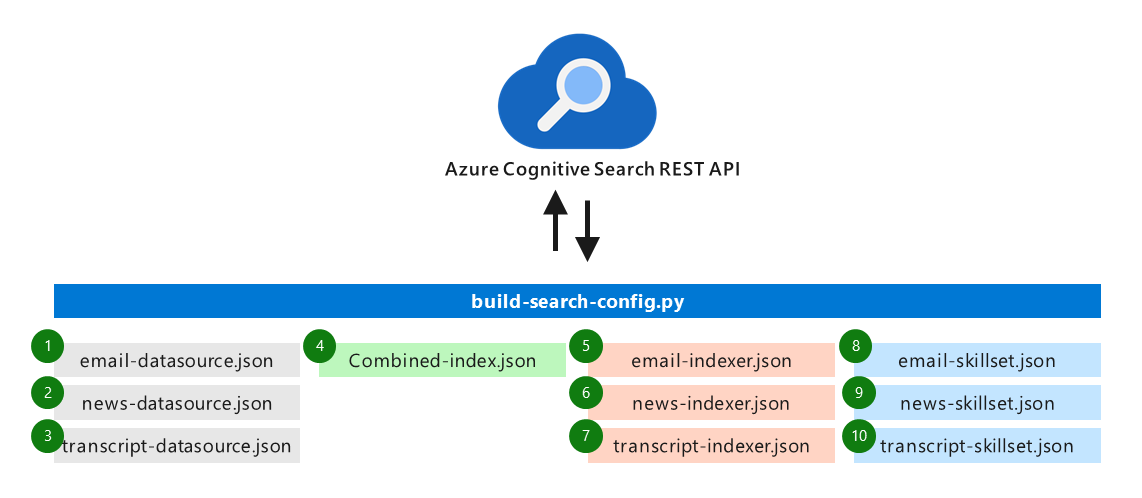 Azure Cognitive Search REST API
build-search-config.py
1 email-datasource.json
2 news-datasource.json
3 transcript-datasource.json
4 Combined-index.json
5 email-indexer.json
6 news-indexer.json
7 transcript-indexer.json
8 email-skillset.json
9 news-skillset.json
10 transcript-skillset.json